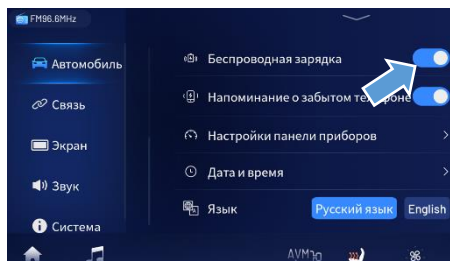 FM96.6MHz
Автомобиль
Связь
Экран
Звук
Система
Беспроводная зарядка
Напоминание о забытом телефоне
Настройки панели приборов
Дата и время
Язык Русский язык English
AVM